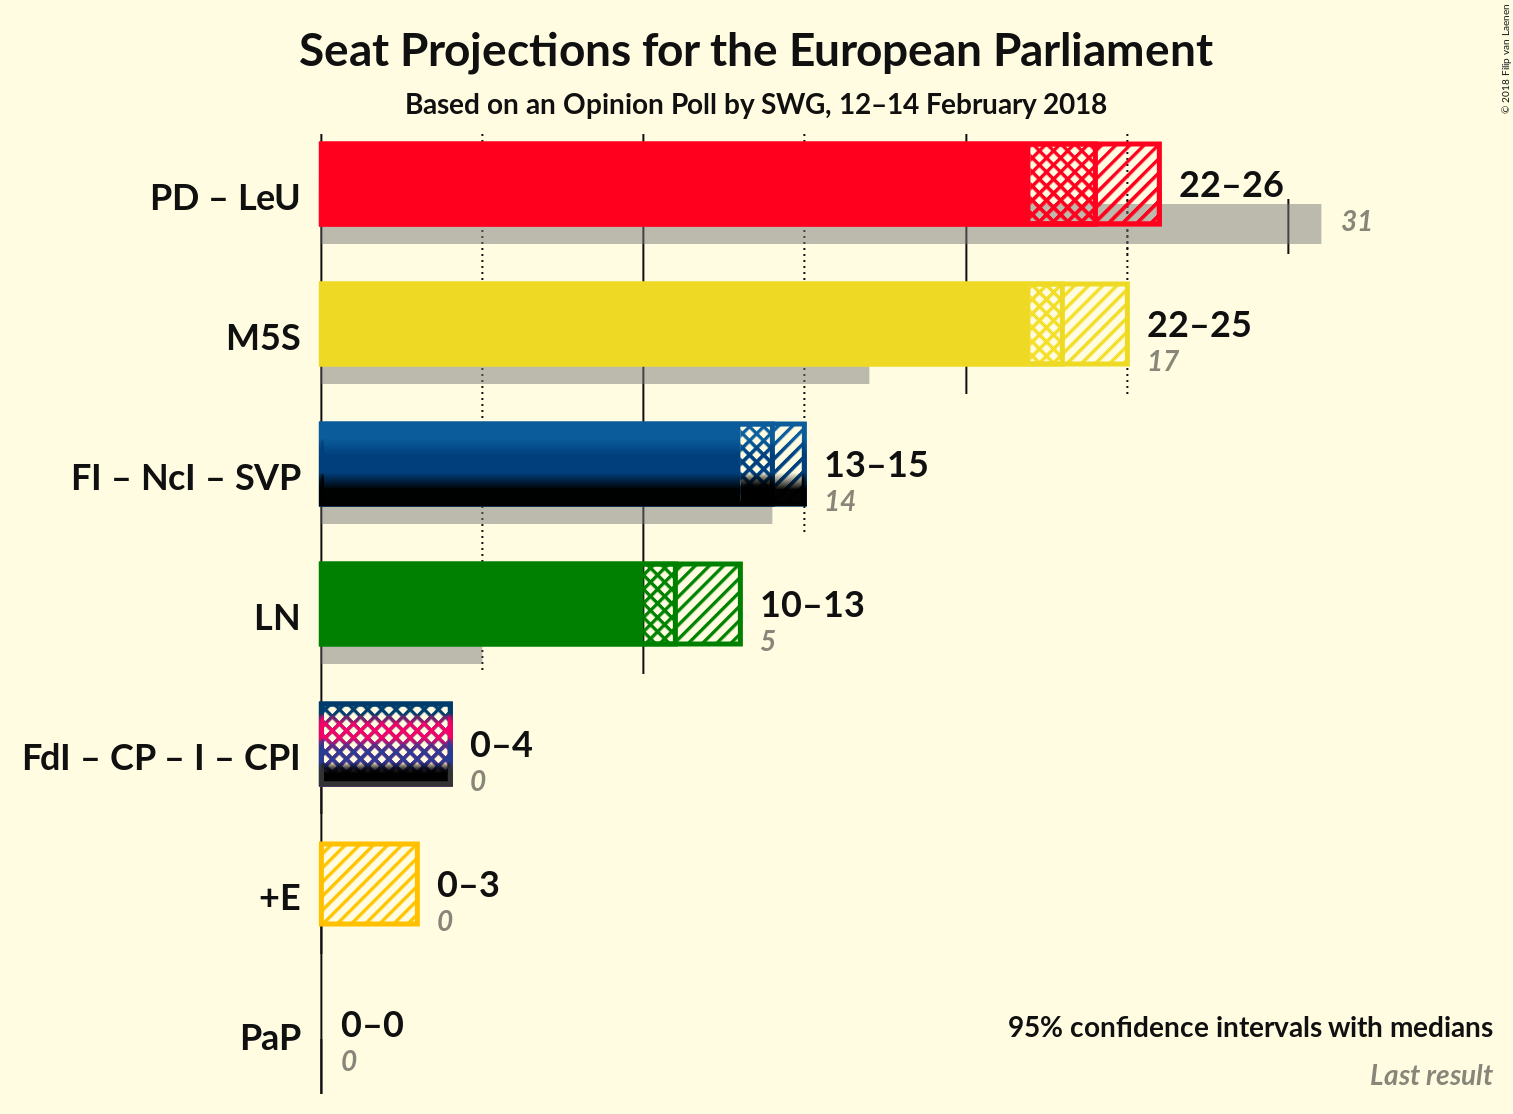 Seat Projections for the European Parliament
Based on an Opinion Poll by SWG, 12–14 February 2018
© 2018 Filip van Laenen
PD – LeU
22–26
31
M5S
22–25
17
FI – NcI – SVP
13–15
14
LN
10–13
5
FdI – CP – I – CPI
0–4
0
+E
0–3
0
PaP
0–0
0
95% confidence intervals with medians
Last result